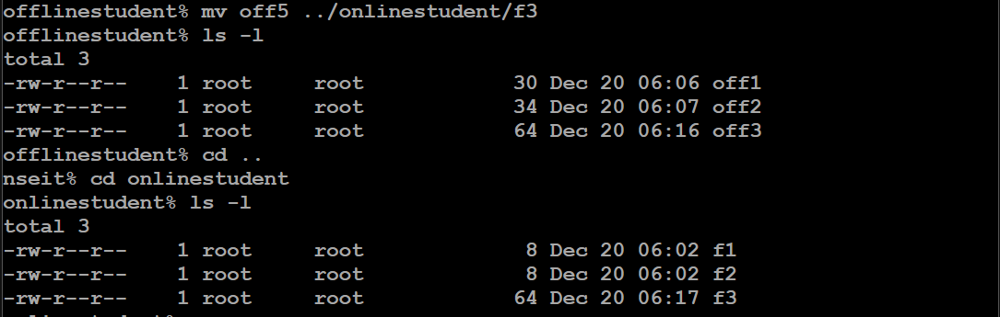 offlinestudent% mv off5 ../onlinestudent/f3
offlinestudent% ls -l
total 3
-rw-r--r-- 1 root root 30 Dec 20 06:06 off1
-rw-r--r-- 1 root root 34 Dec 20 06:07 off2
-rw-r--r-- 1 root root 64 Dec 20 06:16 off3
offlinestudent% cd ..
nseit% cd onlinestudent
onlinestudent% ls -l
total 3
-rw-r--r-- 1 root root 8 Dec 20 06:02 f1
-rw-r--r-- 1 root root 8 Dec 20 06:02 f2
-rw-r--r-- 1 root root 64 Dec 20 06:17 f3